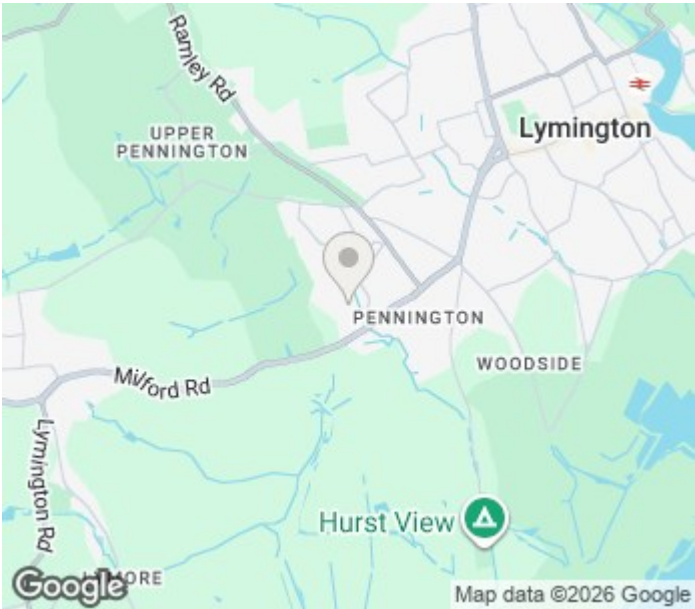 Ramley Rd
UPPER
PENNINGTON
Lymington
PENNINGTON
WOODSIDE
Milford Rd
Lymington Rd
Hurst View
MORE
Google
Map data ©2026 Google